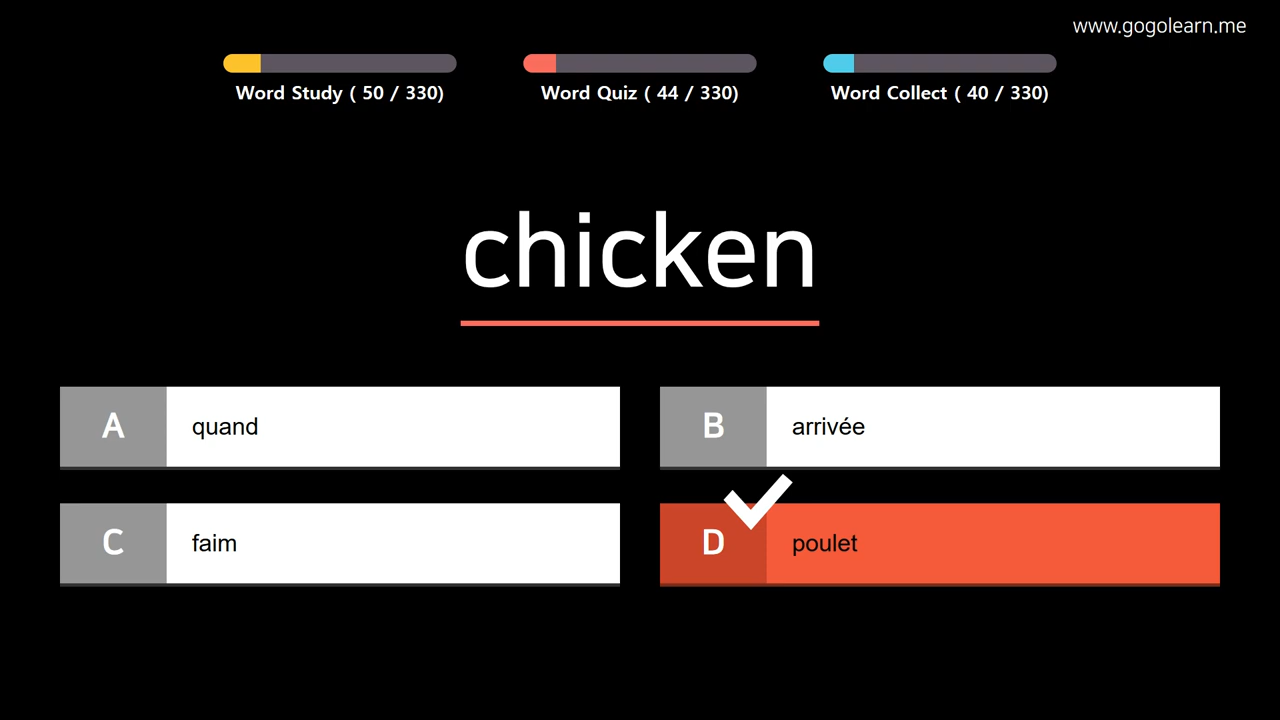 www.gogolearn.me
Word Study ( 50 / 330)
Word Quiz ( 44 / 330)
Word Collect ( 40 / 330)
chicken
A quand
B arrivée
C faim
D poulet